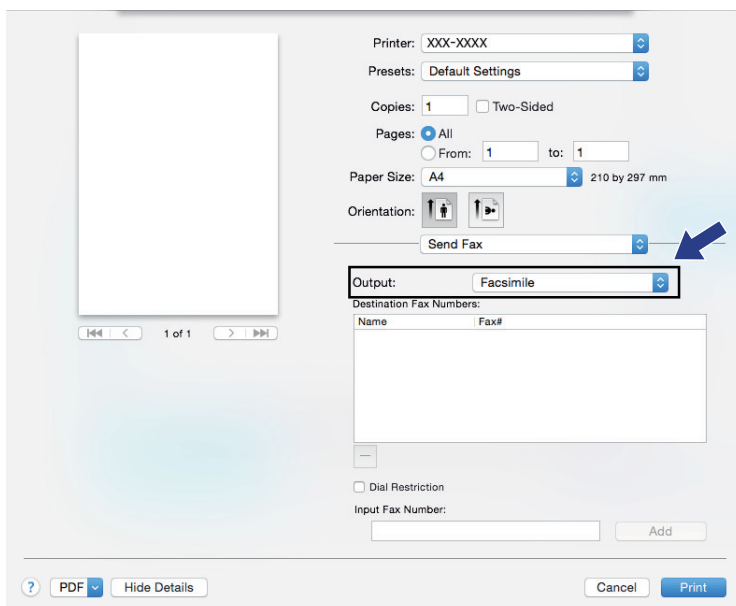 Printer: XXX-XXXX
Presets: Default Settings
Copies: 1 Two-Sided
Pages: All
From: 1 to: 1
Paper Size: A4 210 by 297 mm
Orientation:
Send Fax
Output: Facsimile
Destination Fax Numbers:
Name Fax#
1 of 1
Dial Restriction
Input Fax Number:
Add
? PDF Hide Details Cancel Print